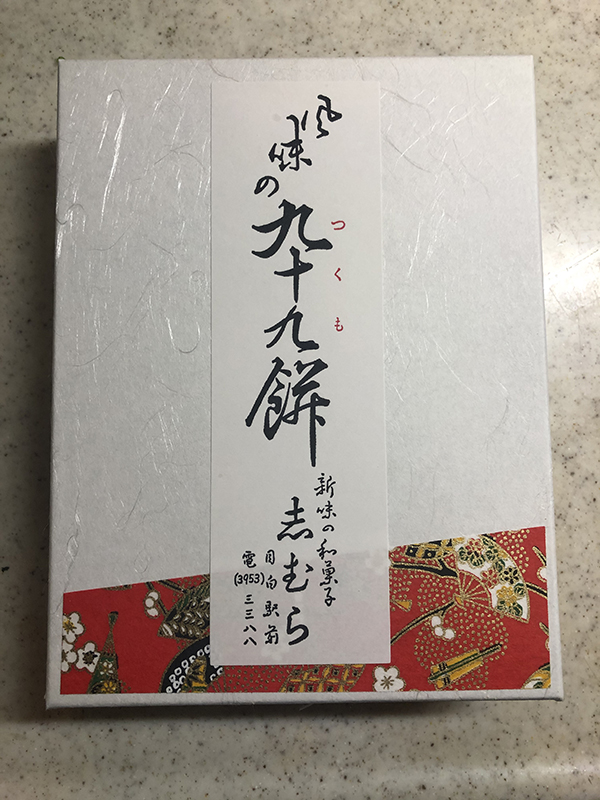 風味の
九十九餅
つくも
新味の和菓子
志むら
目白駅前
電(3953)三三八八